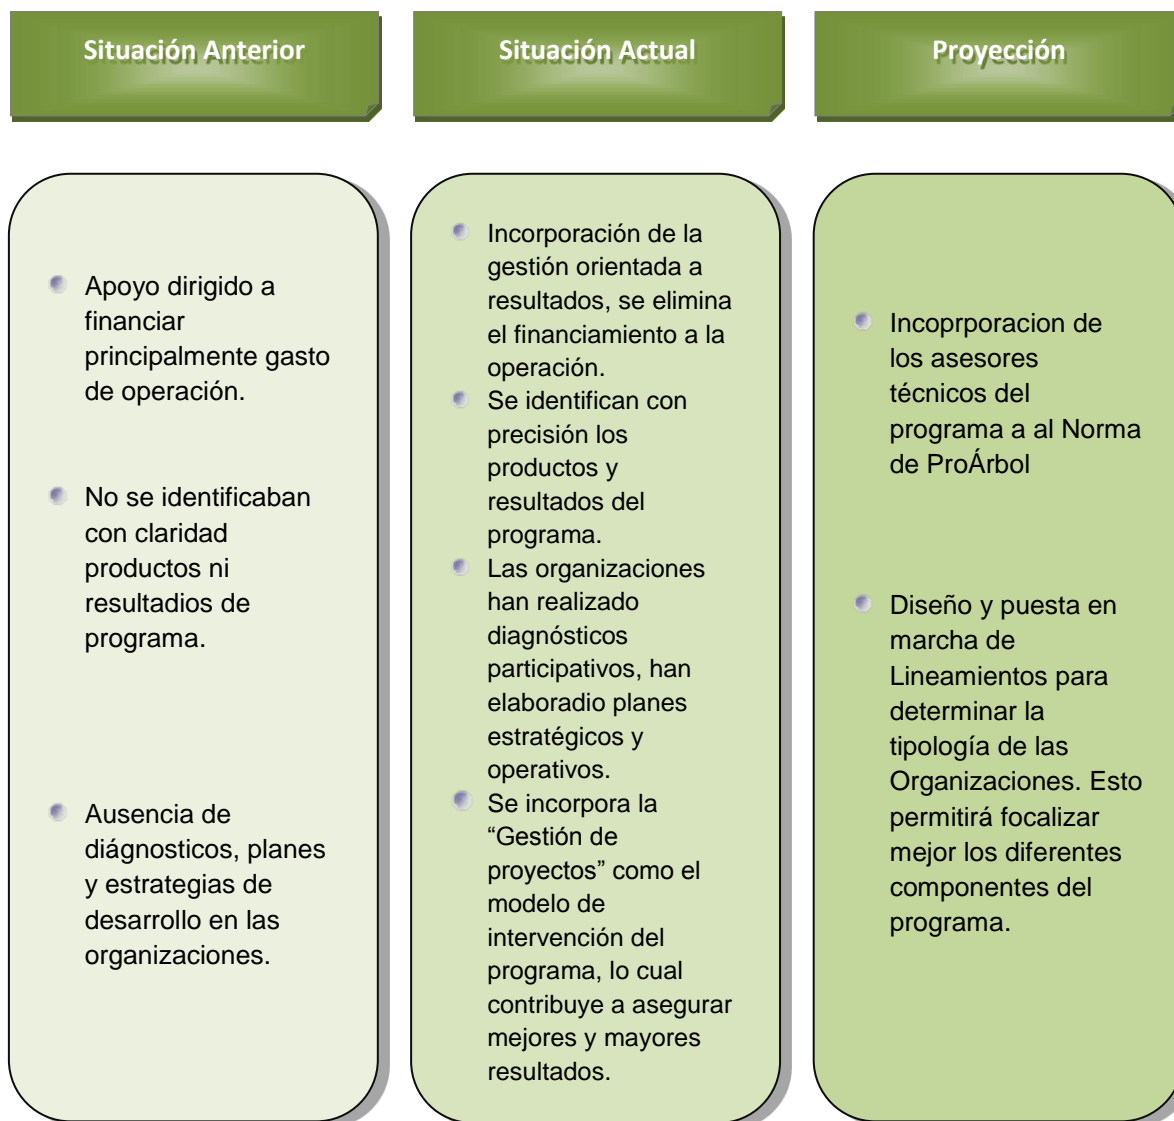 Situación Anterior
Apoyo dirigido a
financiar
principalmente gasto
de operación.
No se identificaban
con claridad
productos ni
resultadios de
programa.
Ausencia de
diágnosticos, planes
y estrategias de
desarrollo en las
organizaciones.
Situación Actual
Incorporación de la
gestión orientada a
resultados, se elimina
el financiamiento a la
operación.
Se identifican con
precisión los
productos y
resultados del
programa.
Las organizaciones
han realizado
diagnósticos
participativos, han
elaboradio planes
estratégicos y
operativos.
Se incorpora la
“Gestión de
proyectos” como el
modelo de
intervención del
programa, lo cual
contribuye a asegurar
mejores y mayores
resultados.
Proyección
Incoprporacion de
los asesores
técnicos del
programa a al Norma
de ProÁrbol
Diseño y puesta en
marcha de
Lineamientos para
determinar la
tipología de las
Organizaciones. Esto
permitirá focalizar
mejor los diferentes
componentes del
programa.